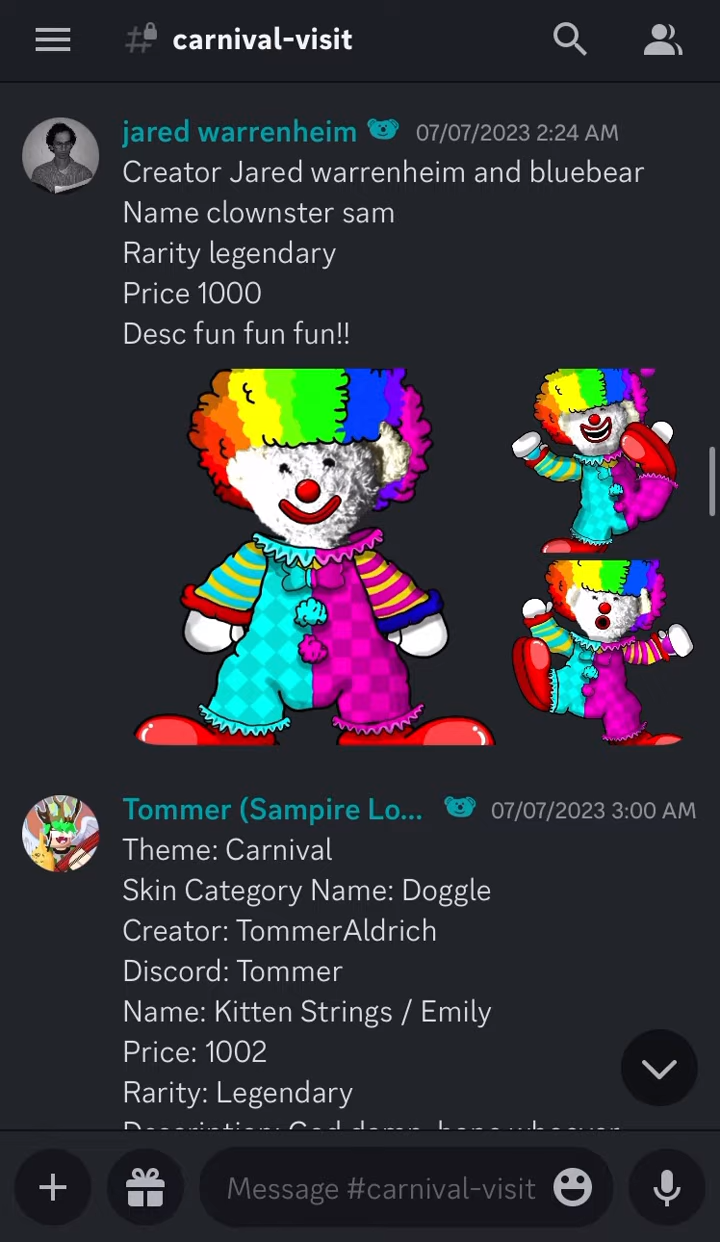 carnival-visit
jared warrenheim 07/07/2023 2:24 AM
Creator Jared warrenheim and bluebear
Name clownster sam
Rarity legendary
Price 1000
Desc fun fun fun!!
Tommer (Sampire Lo... 07/07/2023 3:00 AM
Theme: Carnival
Skin Category Name: Doggle
Creator: TommerAldrich
Discord: Tommer
Name: Kitten Strings / Emily
Price: 1002
Rarity: Legendary
Message #carnival-visit